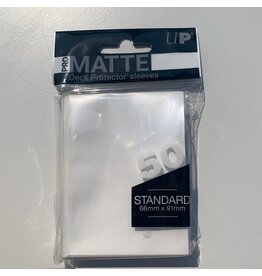 UP
PRO
MATTE
Deck Protector® sleeves
50
STANDARD
66mm x 91mm